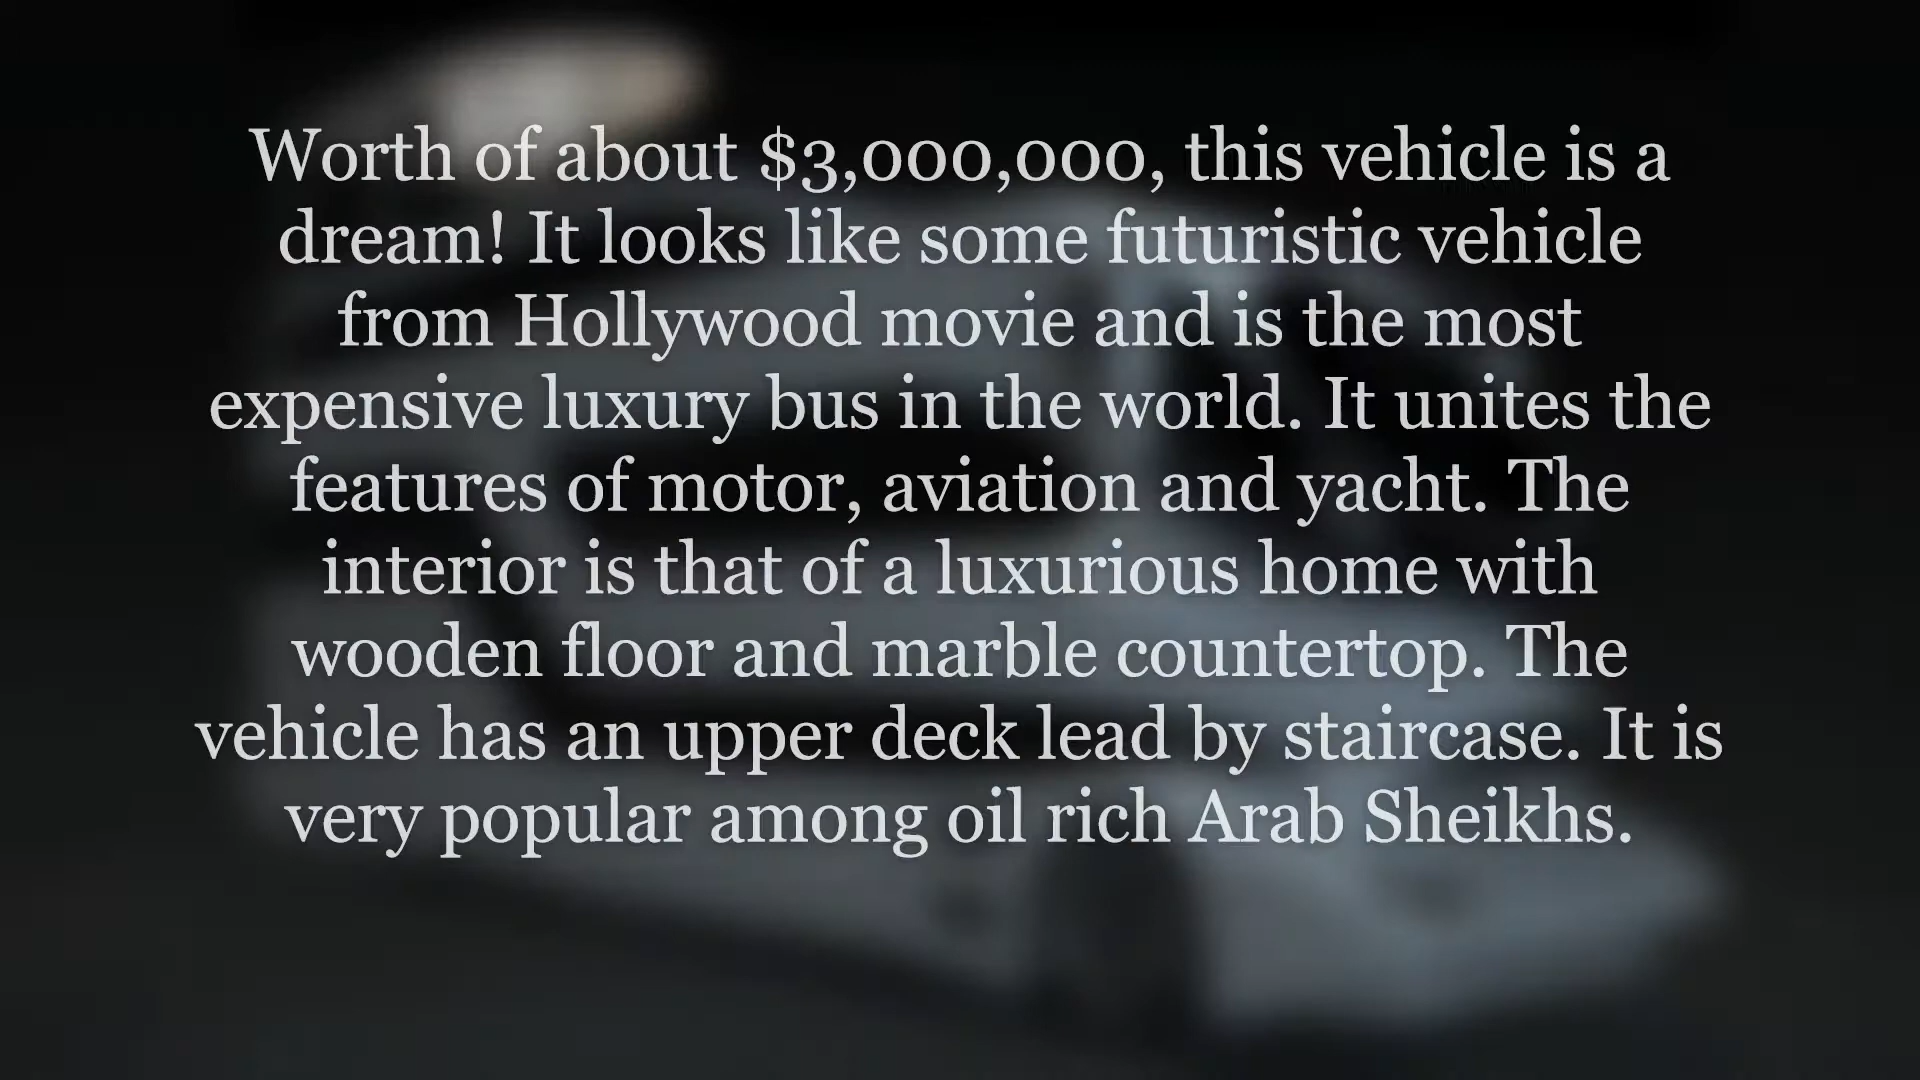 Worth of about $3,000,000, this vehicle is a
dream! It looks like some futuristic vehicle
from Hollywood movie and is the most
expensive luxury bus in the world. It unites the
features of motor, aviation and yacht. The
interior is that of a luxurious home with
wooden floor and marble countertop. The
vehicle has an upper deck lead by staircase. It is
very popular among oil rich Arab Sheikhs.